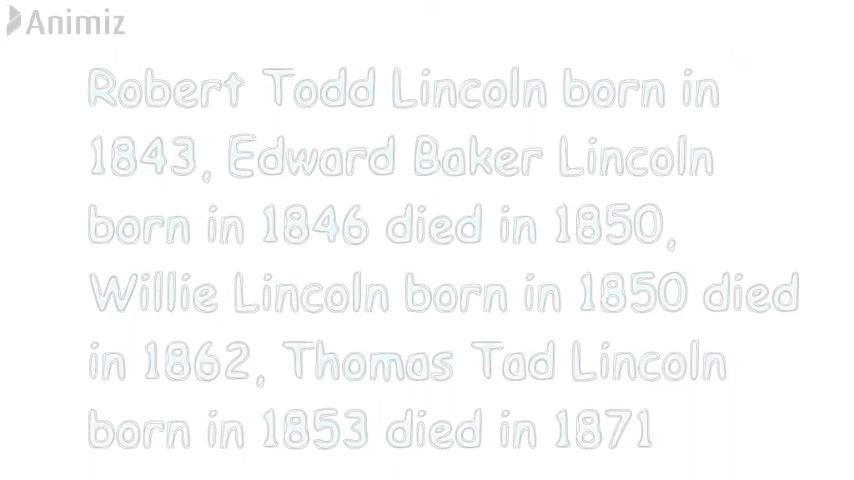 Animiz
Robert Todd Lincoln born in
1843, Edward Baker Lincoln
born in 1846 died in 1850,
Willie Lincoln born in 1850 died
in 1862, Thomas Tad Lincoln
born in 1853 died in 1871